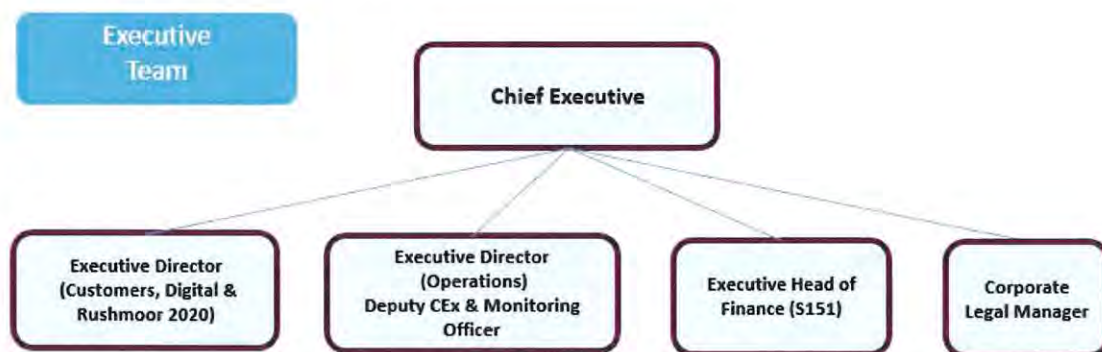 Executive
Team
Chief Executive
Executive Director
(Customers, Digital &
Rushmoor 2020)
Executive Director
(Operations)
Deputy CEx & Monitoring
Officer
Executive Head of
Finance (S151)
Corporate
Legal Manager